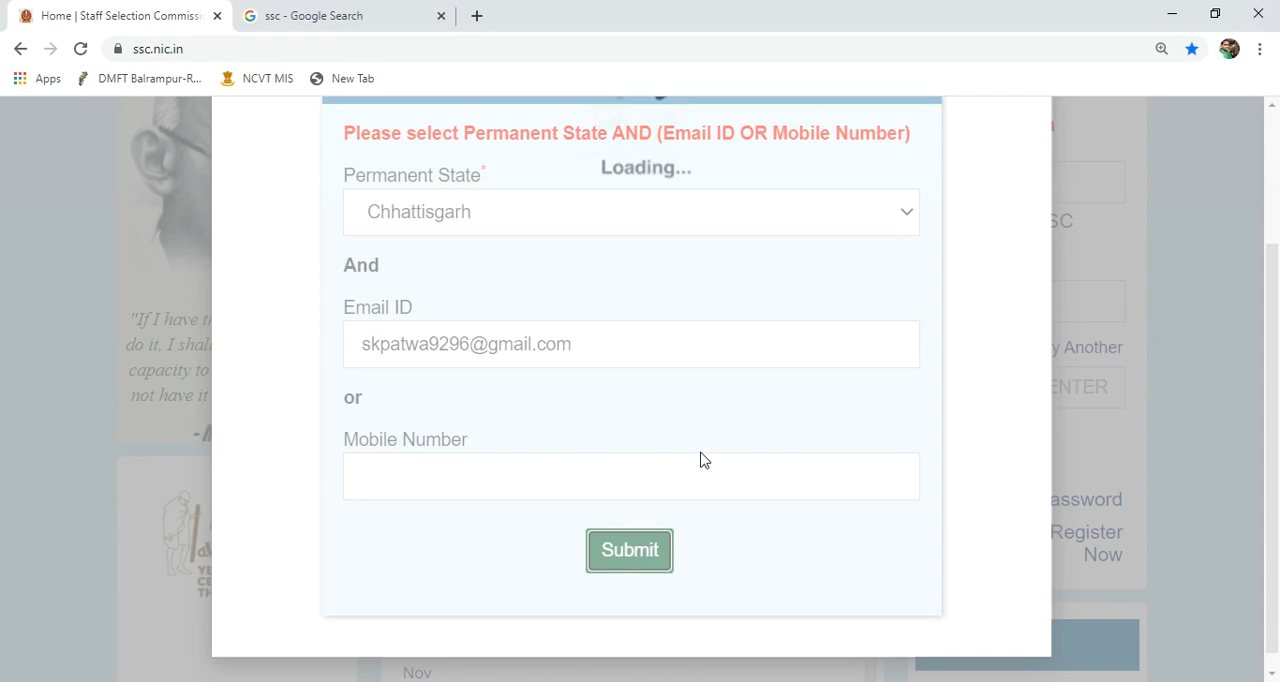 Home | Staff Selection Commissi
ssc - Google Search
ssc.nic.in
Apps
DMFT Balrampur-R...
NCVT MIS
New Tab
Please select Permanent State AND (Email ID OR Mobile Number)
Loading...
Permanent State*
Chhattisgarh
And
Email ID
skpatwa9296@gmail.com
or
Mobile Number
Submit
"If I have
do it, I shal
capacity to
not have it
SC
y Another
ENTER
assword
Register
Now
Nov